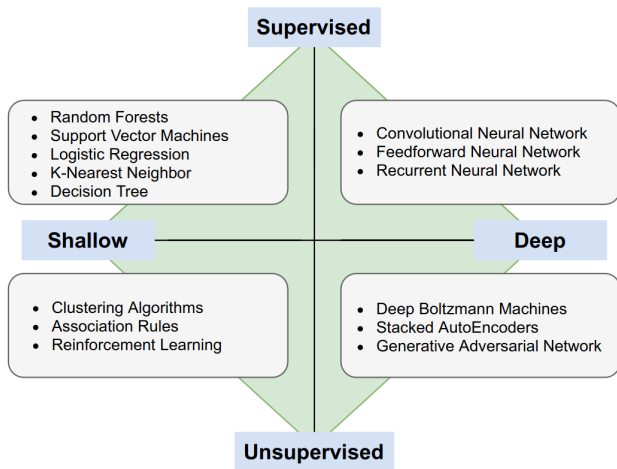 Supervised
• Random Forests
• Support Vector Machines
• Logistic Regression
• K-Nearest Neighbor
• Decision Tree
• Convolutional Neural Network
• Feedforward Neural Network
• Recurrent Neural Network
Shallow
Deep
• Clustering Algorithms
• Association Rules
• Reinforcement Learning
• Deep Boltzmann Machines
• Stacked AutoEncoders
• Generative Adversarial Network
Unsupervised